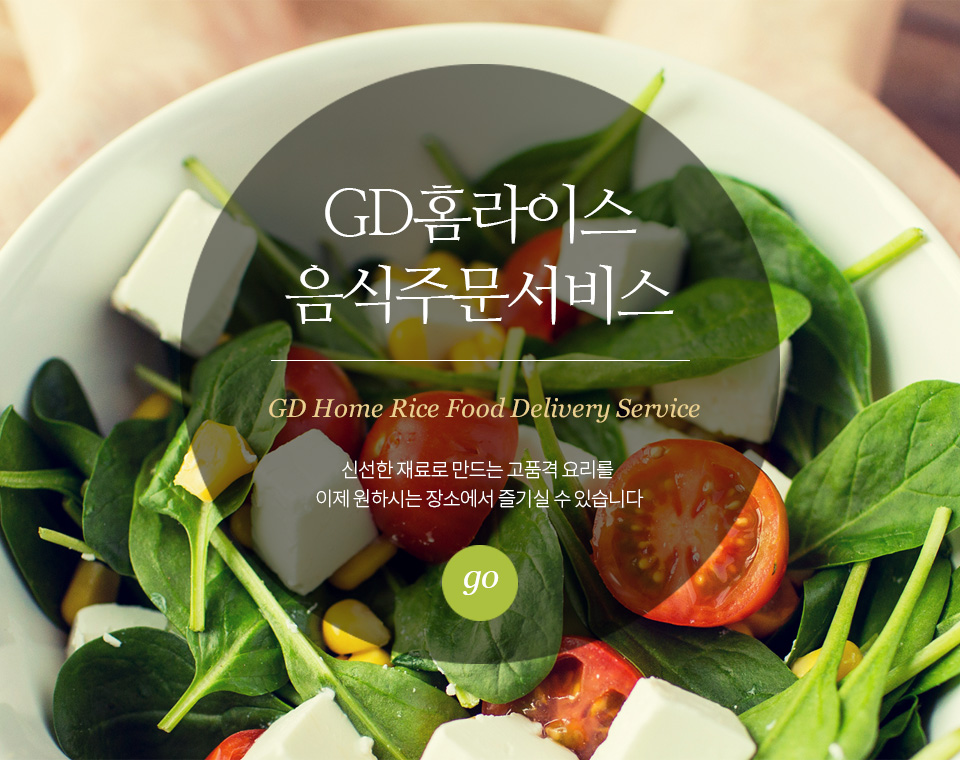 GD홈라이스
음식주문서비스
GD Home Rice Food Delivery Service
신선한 재료로 만드는 고품격 요리를
이제 원하시는 장소에서 즐기실 수 있습니다
go